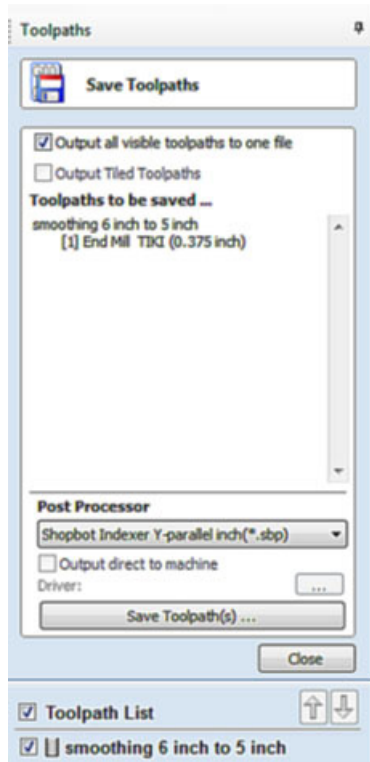 Toolpaths
Save Toolpaths
Output all visible toolpaths to one file
Output Tiled Toolpaths
Toolpaths to be saved ...
smoothing 6 inch to 5 inch
[1] End Mill TIKI (0.375 inch)
Post Processor
Shopbot Indexer Y-parallel inch(*.sbp)
Output direct to machine
Driver:
...
Save Toolpath(s) ...
Close
Toolpath List
smoothing 6 inch to 5 inch